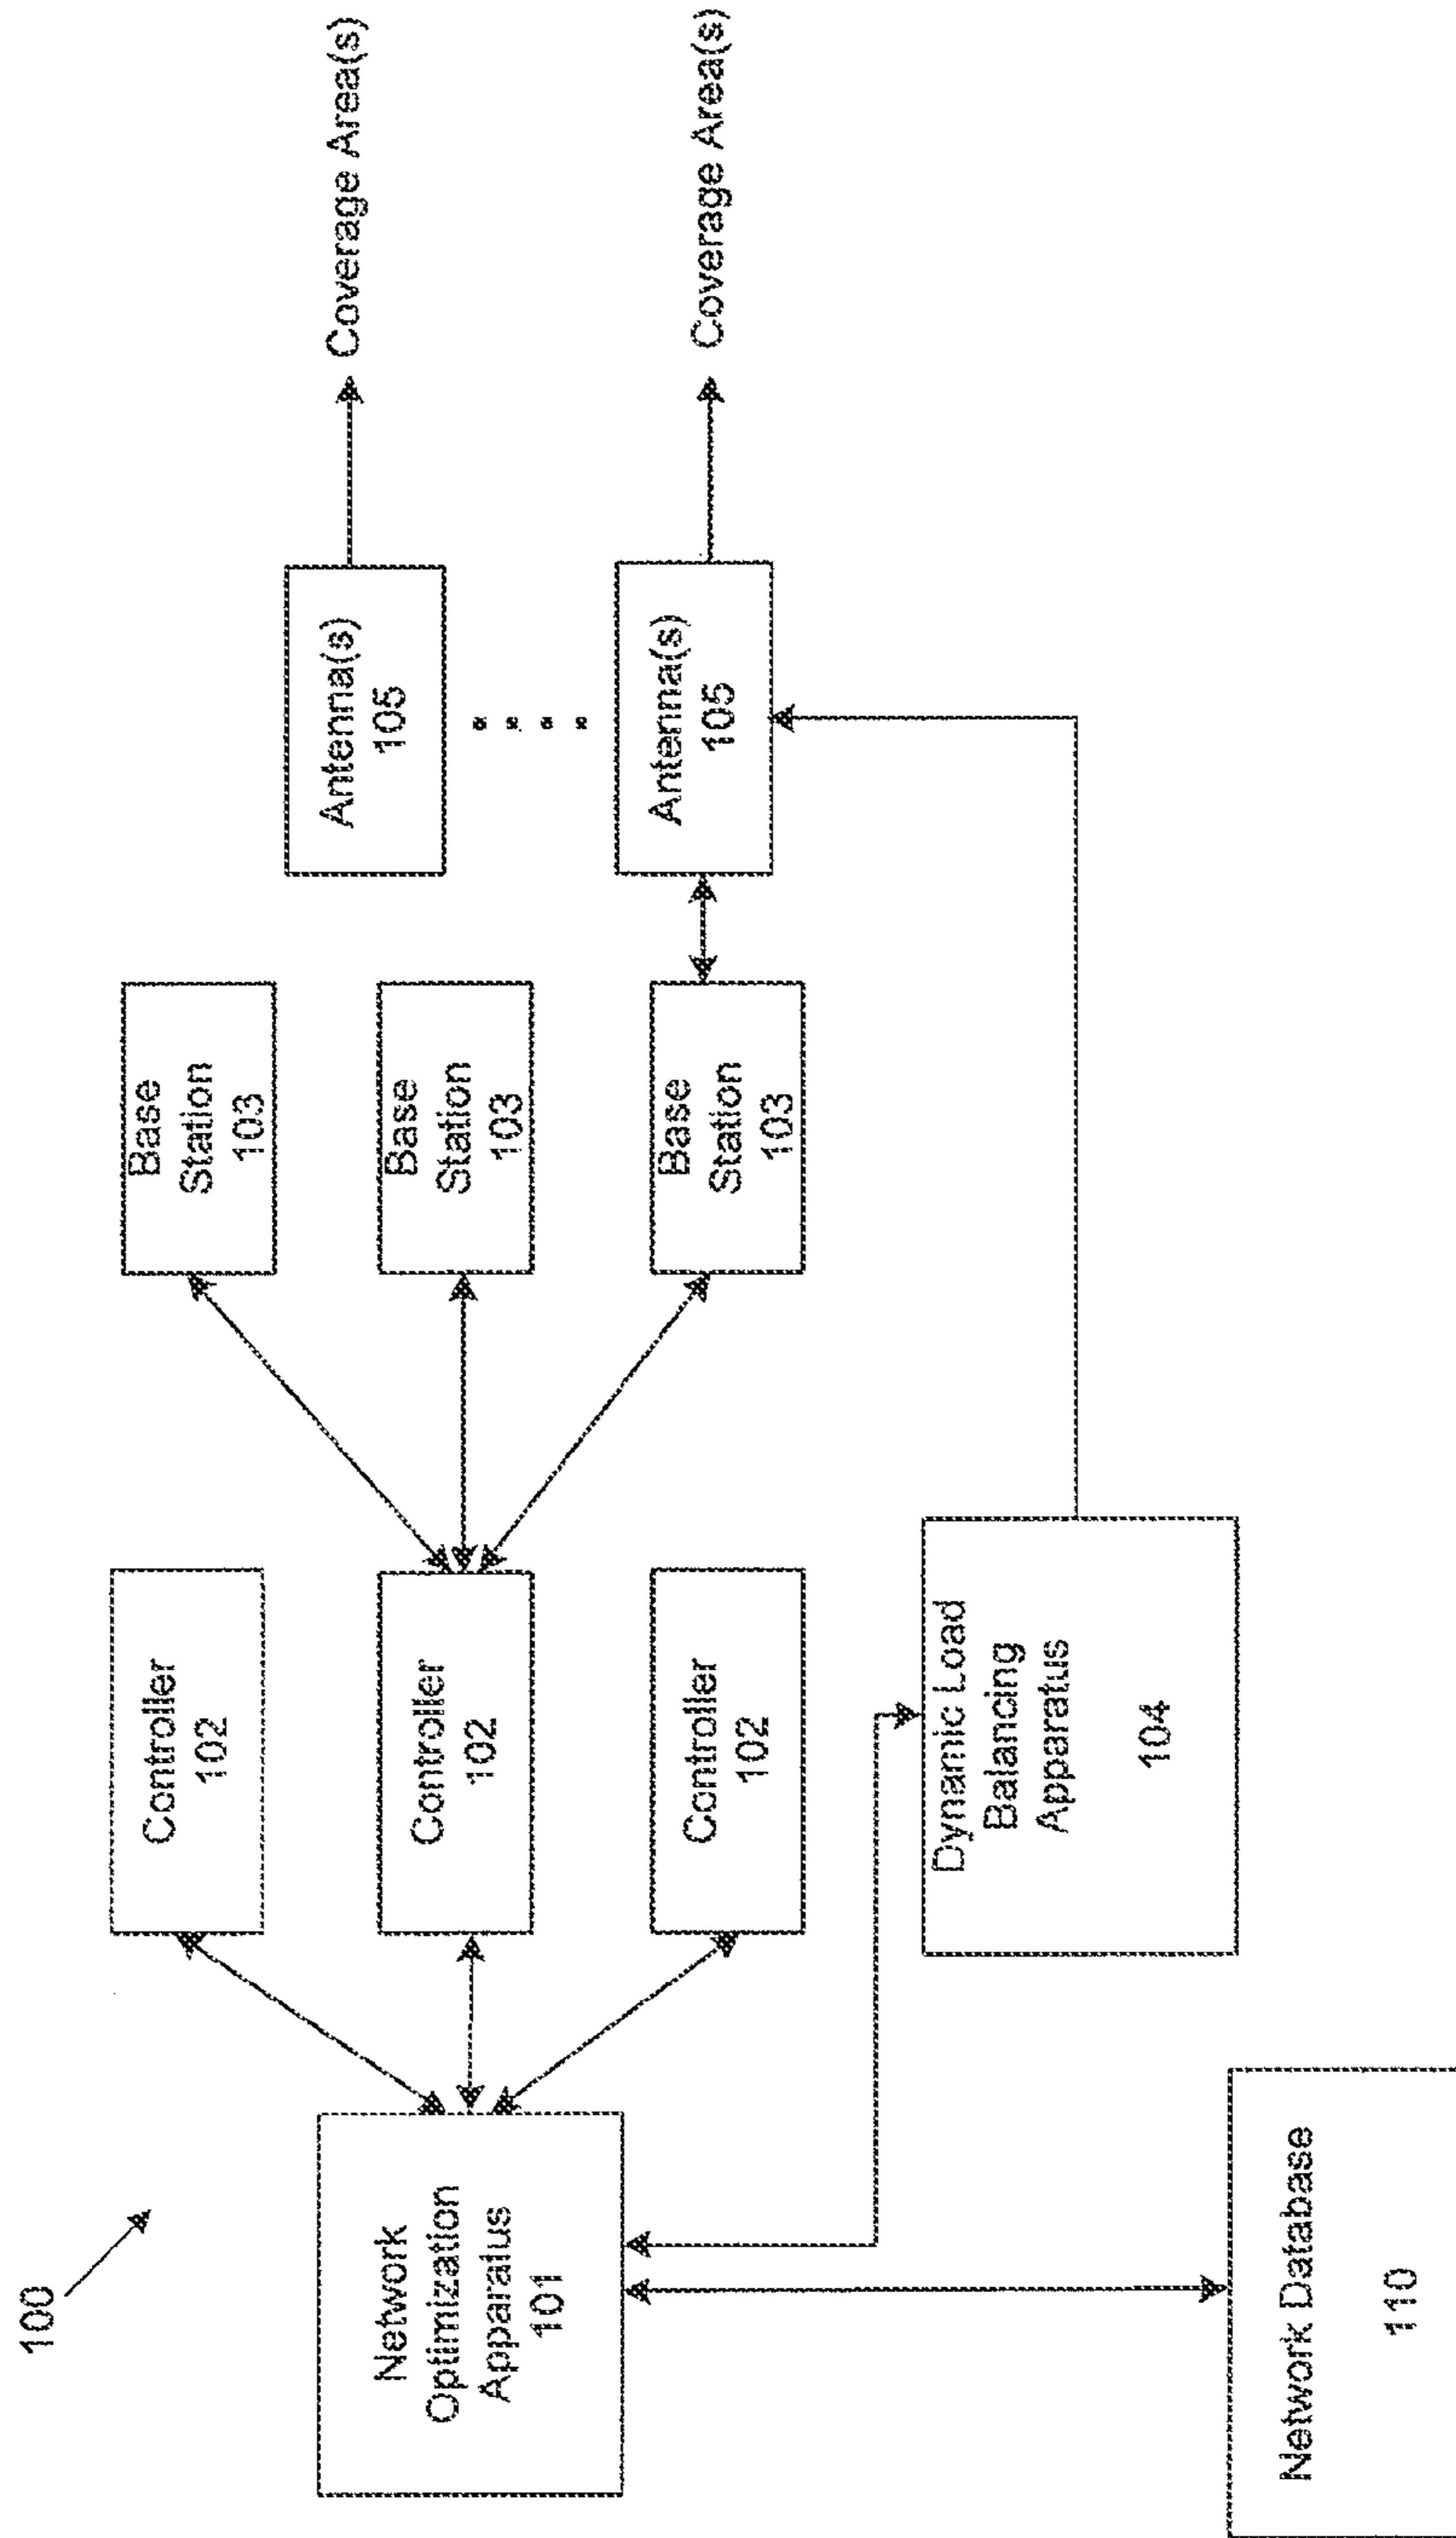 100
Network
Optimization
Apparatus
101
Controller
102
Controller
102
Controller
102
Base
Station
103
Base
Station
103
Base
Station
103
Antenna(s)
105
Antenna(s)
105
Coverage Area(s)
Coverage Area(s)
Dynamic Load
Balancing
Apparatus
104
Network Database
110